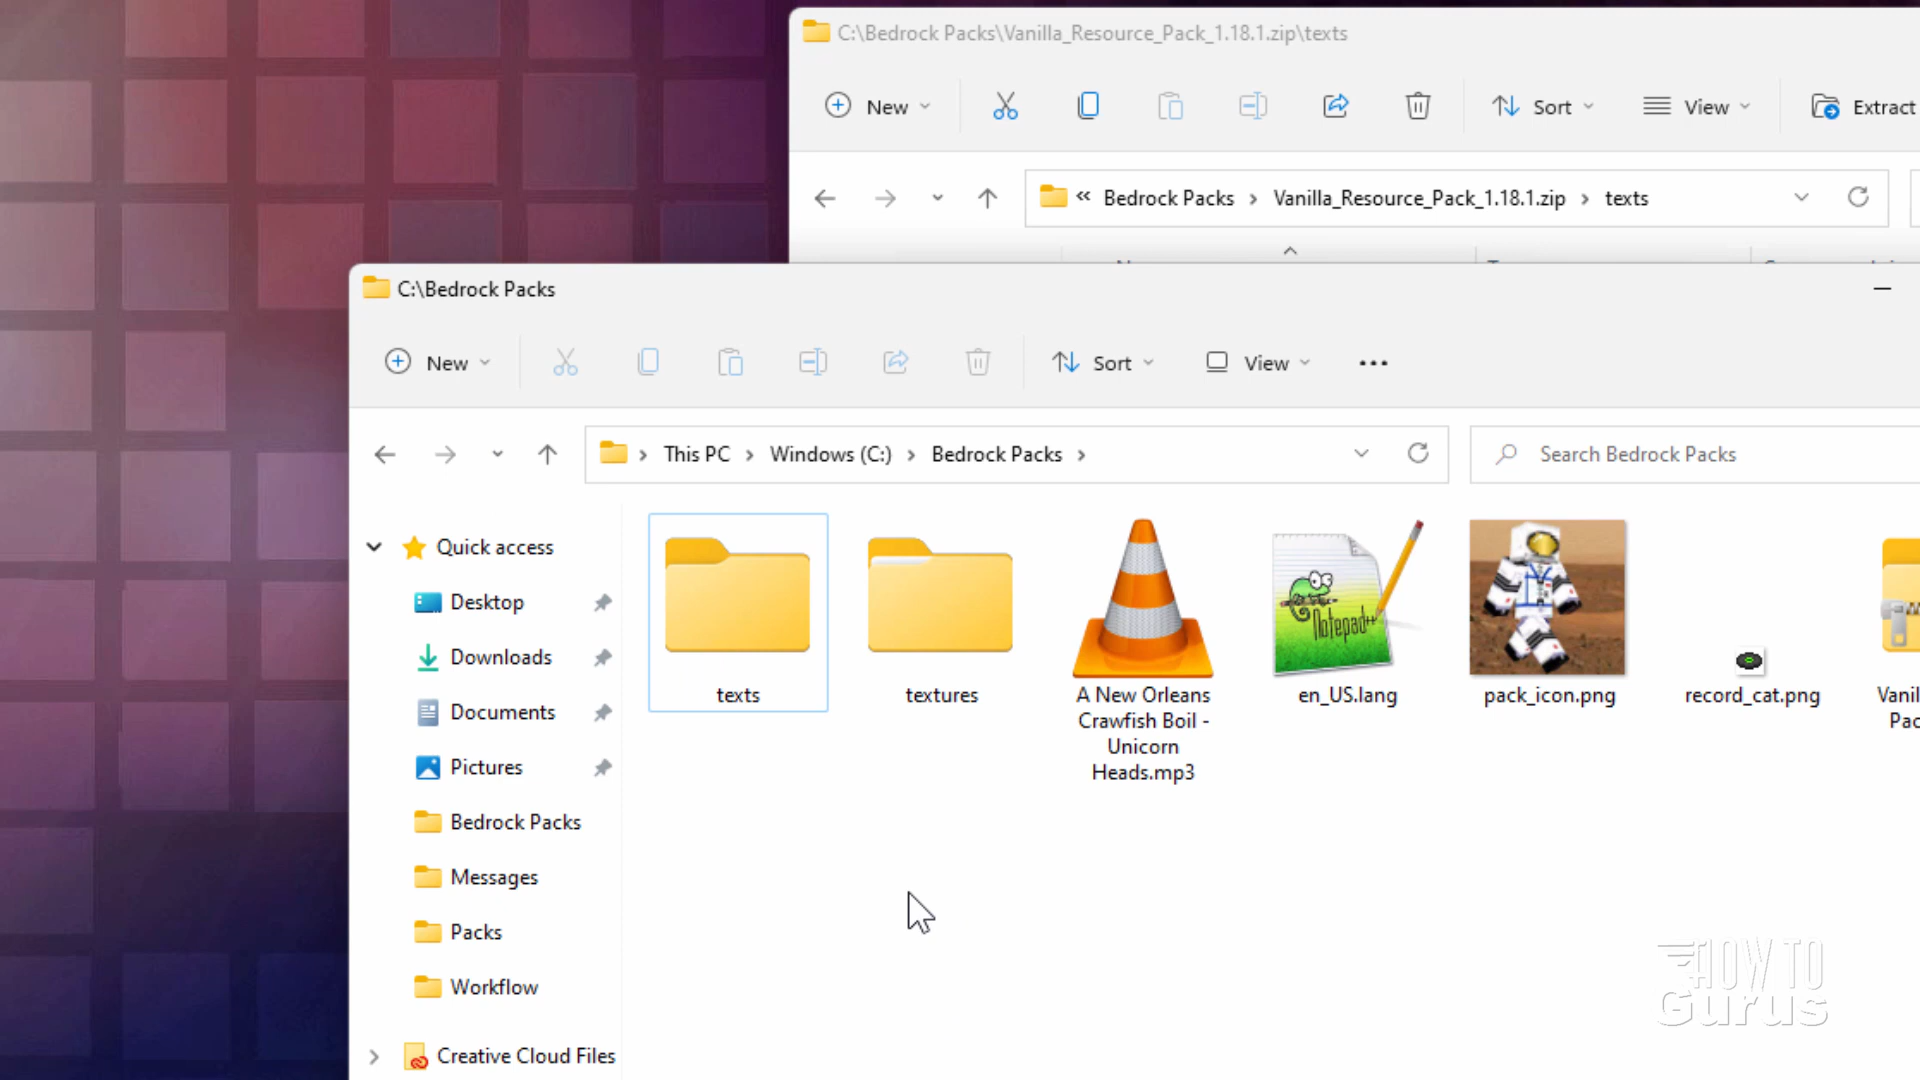 C:\Bedrock Packs\Vanilla_Resource_Pack_1.18.1.zip\texts
New
Sort
View
Extract
« Bedrock Packs > Vanilla_Resource_Pack_1.18.1.zip > texts
C:\Bedrock Packs
New
Sort
View
This PC > Windows (C:) > Bedrock Packs >
Search Bedrock Packs
Quick access
Desktop
Downloads
Documents
Pictures
Bedrock Packs
Messages
Packs
Workflow
Creative Cloud Files
texts
textures
A New Orleans
Crawfish Boil -
Unicorn
Heads.mp3
Notepad++
en_US.lang
pack_icon.png
record_cat.png
HOW TO
Gurus